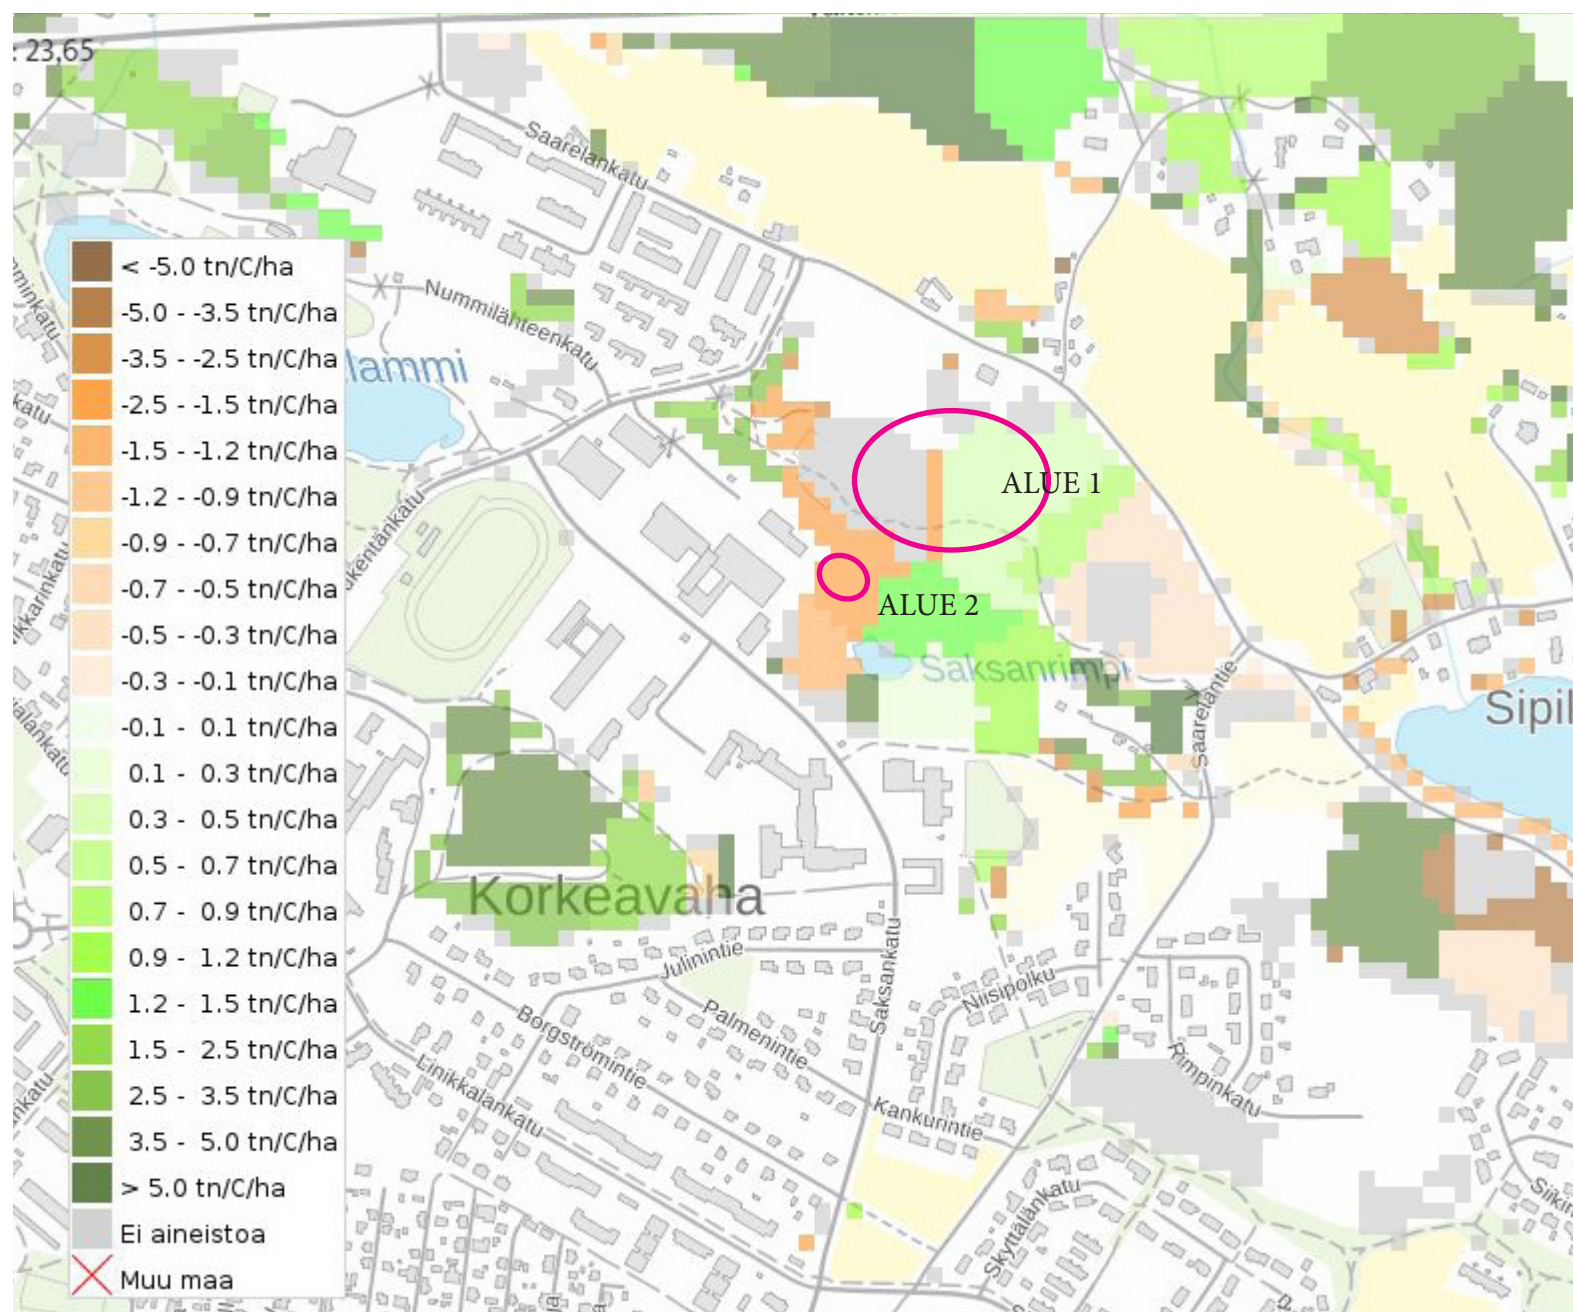 : 23,65
Saarelankatu
< -5.0 tn/C/ha
-5.0 - -3.5 tn/C/ha
-3.5 - -2.5 tn/C/ha
-2.5 - -1.5 tn/C/ha
-1.5 - -1.2 tn/C/ha
-1.2 - -0.9 tn/C/ha
-0.9 - -0.7 tn/C/ha
-0.7 - -0.5 tn/C/ha
-0.5 - -0.3 tn/C/ha
-0.3 - -0.1 tn/C/ha
-0.1 - 0.1 tn/C/ha
0.1 - 0.3 tn/C/ha
0.3 - 0.5 tn/C/ha
0.5 - 0.7 tn/C/ha
0.7 - 0.9 tn/C/ha
0.9 - 1.2 tn/C/ha
1.2 - 1.5 tn/C/ha
1.5 - 2.5 tn/C/ha
2.5 - 3.5 tn/C/ha
3.5 - 5.0 tn/C/ha
> 5.0 tn/C/ha
Ei aineistoa
Muu maa
Nummilähteenkatu
lammi
katu
ukentänkatu
ALUE 1
ALUE 2
Saksanrimpi
Saarelantie
Sipil
Korkeavaha
Julinintie
Saksankatu
Niisipolku
Palmenintie
Borgströmintie
Linikkalankatu
Kankurintie
Rimpinkatu
Skyttälänkatu
Siikin